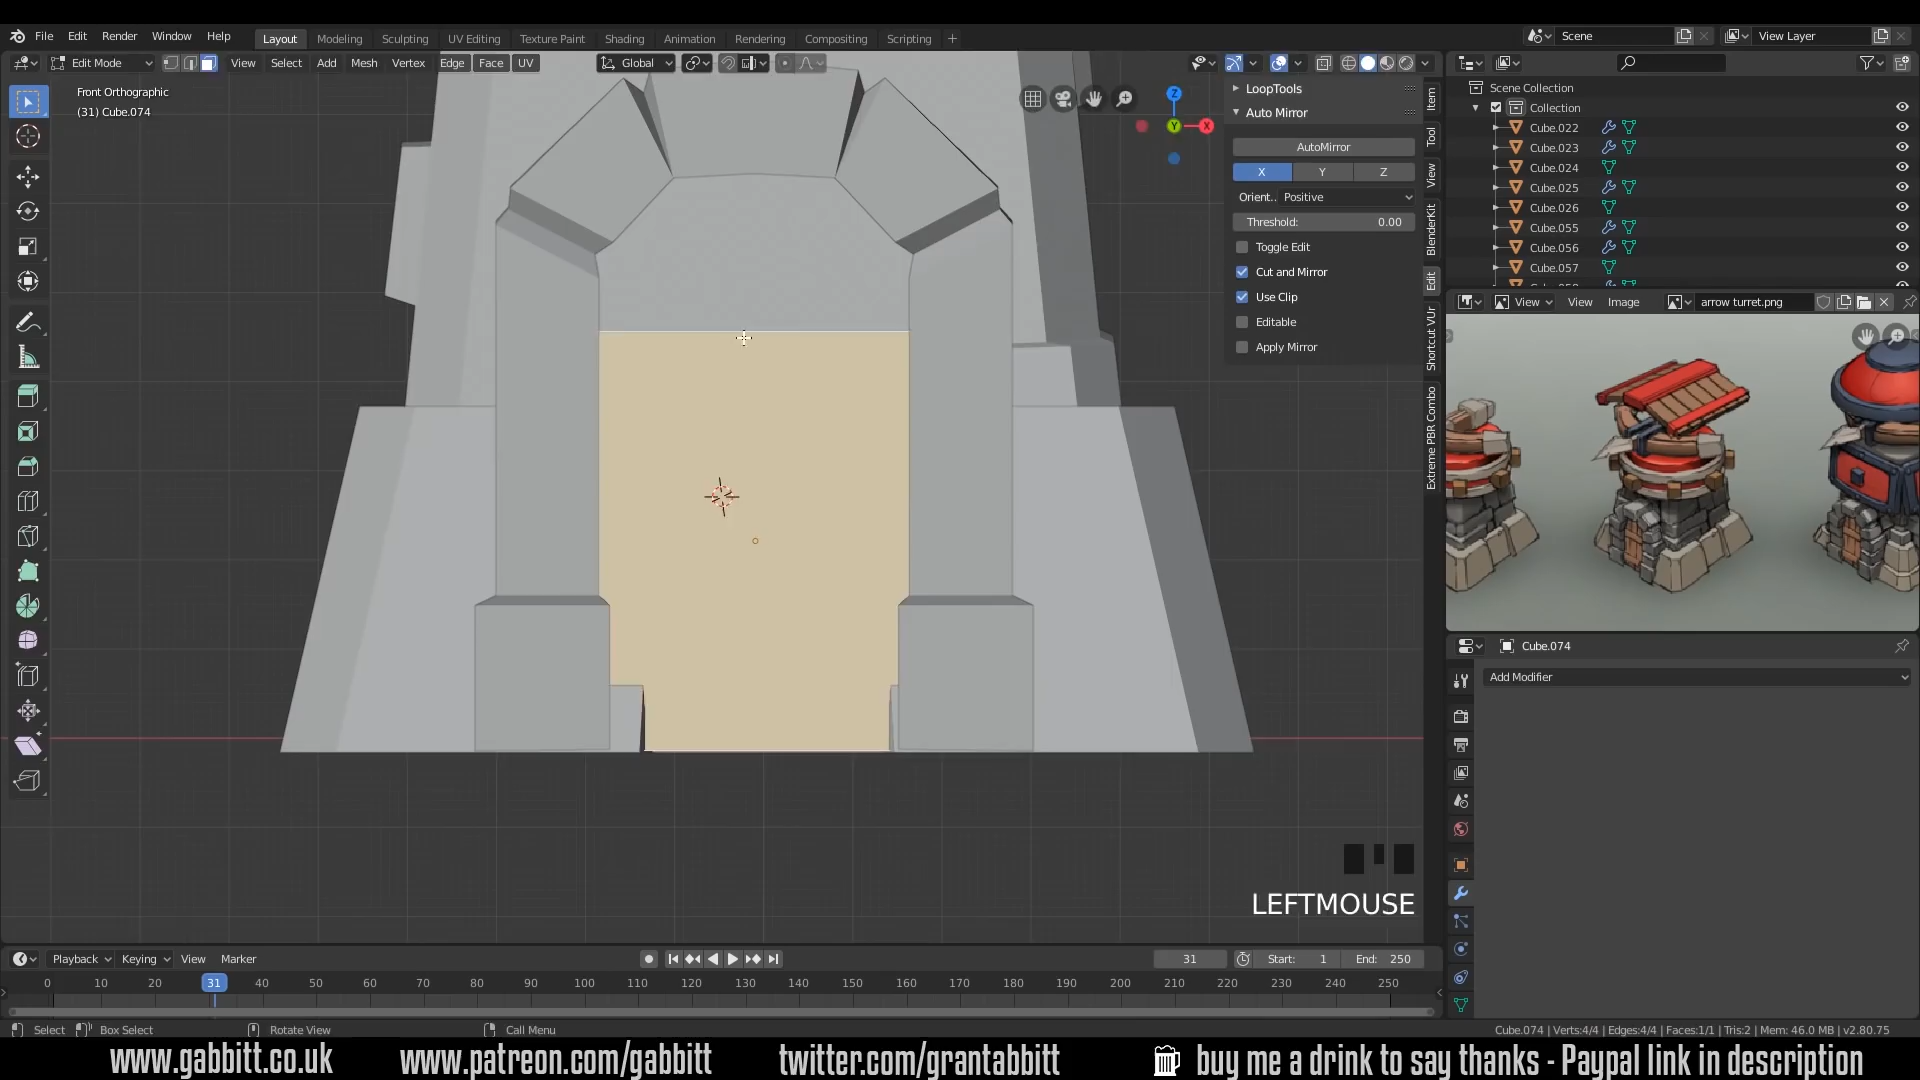 File Edit Render Window Help Layout Modeling Sculpting UV Editing Texture Paint Shading Animation Rendering Compositing Scripting Scene View Layer
Edit Mode View Select Add Mesh Vertex Edge Face UV Global
Front Orthographic
(31) Cube.074
Z
Y
X
LoopTools
Auto Mirror
AutoMirror
X Y Z
Orient.. Positive
Threshold: 0.00
Toggle Edit
Cut and Mirror
Use Clip
Editable
Apply Mirror
Item
Tool
View
BlenderKit
Edit
Shortcut VUr
Extreme PBR Combo
Scene Collection
Collection
Cube.022
Cube.023
Cube.024
Cube.025
Cube.026
Cube.055
Cube.056
Cube.057
View View Image arrow turret.png
Cube.074
Add Modifier
LEFTMOUSE
Playback Keying View Marker 31 Start: 1 End: 250
0 10 20 31 40 50 60 70 80 90 100 110 120 130 140 150 160 170 180 190 200 210 220 230 240 250
Select Box Select Rotate View Call Menu Cube.074 | Verts:4/4 | Edges:4/4 | Faces:1/1 | Tris:2 | Mem: 46.0 MB | v2.80.75
www.gabbitt.co.uk www.patreon.com/gabbitt twitter.com/grantabbitt buy me a drink to say thanks - Paypal link in description